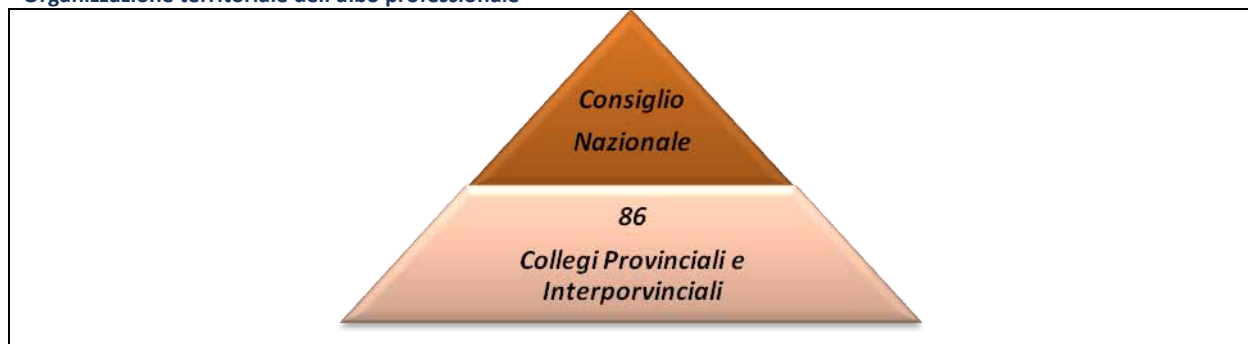 Organizzazione territoriale dell'albo professionale
Consiglio
Nazionale
86
Collegi Provinciali e
Interporvinciali